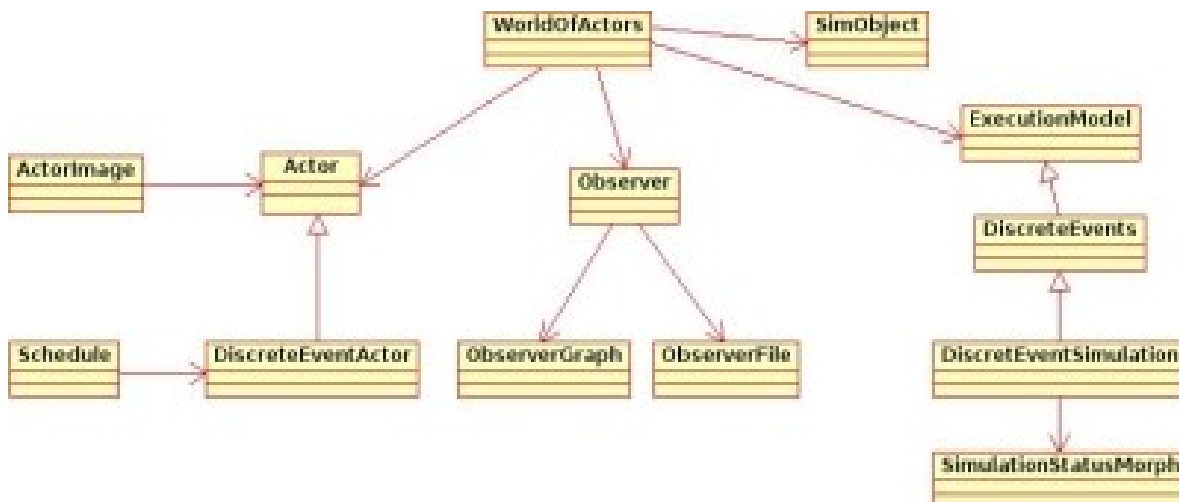 WorldOfActors
SimObject
ExecutionModel
ActorImage
Actor
Observer
DiscreteEvents
Schedule
DiscreteEventActor
ObserverGraph
ObserverFile
DiscretEventSimulation
SimulationStatusMorph